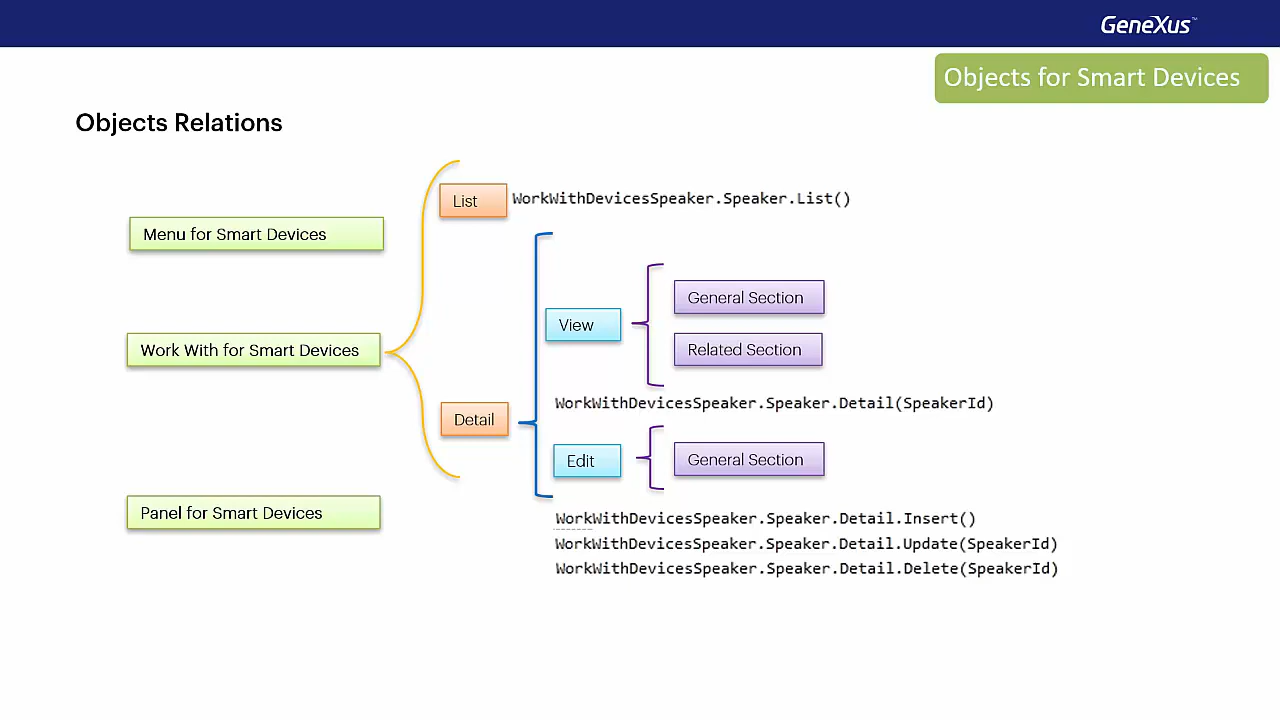 GeneXus™
Objects for Smart Devices
Objects Relations
List
WorkWithDevicesSpeaker.Speaker.List()
Menu for Smart Devices
General Section
View
Related Section
Work With for Smart Devices
WorkWithDevicesSpeaker.Speaker.Detail(SpeakerId)
Detail
Edit
General Section
Panel for Smart Devices
WorkWithDevicesSpeaker.Speaker.Detail.Insert()
WorkWithDevicesSpeaker.Speaker.Detail.Update(SpeakerId)
WorkWithDevicesSpeaker.Speaker.Detail.Delete(SpeakerId)